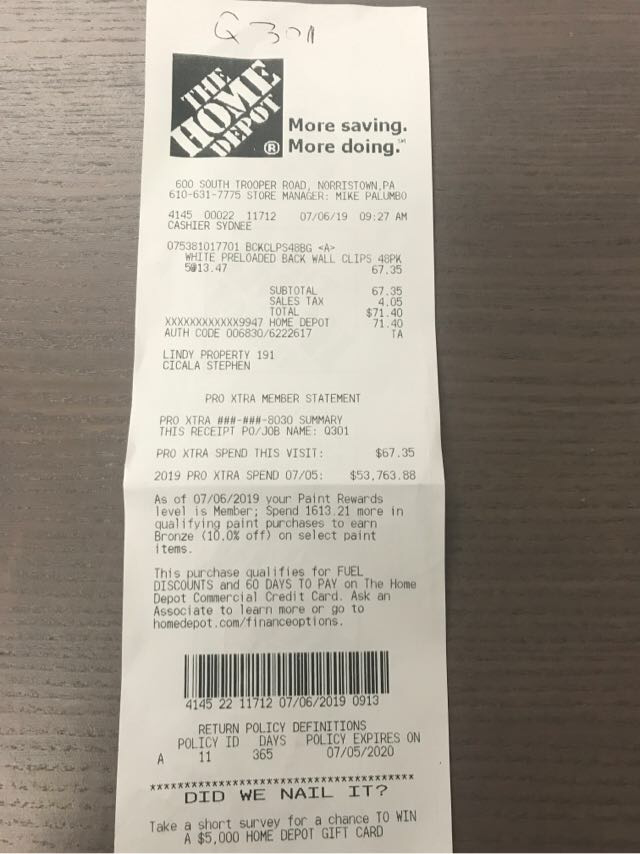 Q 301
THE
HOME
DEPOT
®
More saving.
More doing.℠
600 SOUTH TROOPER ROAD, NORRISTOWN,PA
610-631-7775 STORE MANAGER: MIKE PALUMBO
4145 00022 11712 07/06/19 09:27 AM
CASHIER SYDNEE
075381017701 BCKCLPS48BG <A>
WHITE PRELOADED BACK WALL CLIPS 48PK
5@13.47 67.35
SUBTOTAL 67.35
SALES TAX 4.05
TOTAL $71.40
XXXXXXXXXXXX9947 HOME DEPOT 71.40
AUTH CODE 006830/6222617 TA
LINDY PROPERTY 191
CICALA STEPHEN
PRO XTRA MEMBER STATEMENT
PRO XTRA ###-###-8030 SUMMARY
THIS RECEIPT PO/JOB NAME: Q301
PRO XTRA SPEND THIS VISIT: $67.35
2019 PRO XTRA SPEND 07/05: $53,763.88
As of 07/06/2019 your Paint Rewards
level is Member; Spend 1613.21 more in
qualifying paint purchases to earn
Bronze (10.0% off) on select paint
items.
This purchase qualifies for FUEL
DISCOUNTS and 60 DAYS TO PAY on The Home
Depot Commercial Credit Card. Ask an
Associate to learn more or go to
homedepot.com/financeoptions.
4145 22 11712 07/06/2019 0913
RETURN POLICY DEFINITIONS
POLICY ID DAYS POLICY EXPIRES ON
A 11 365 07/05/2020
****************************************
DID WE NAIL IT?
Take a short survey for a chance TO WIN
A $5,000 HOME DEPOT GIFT CARD